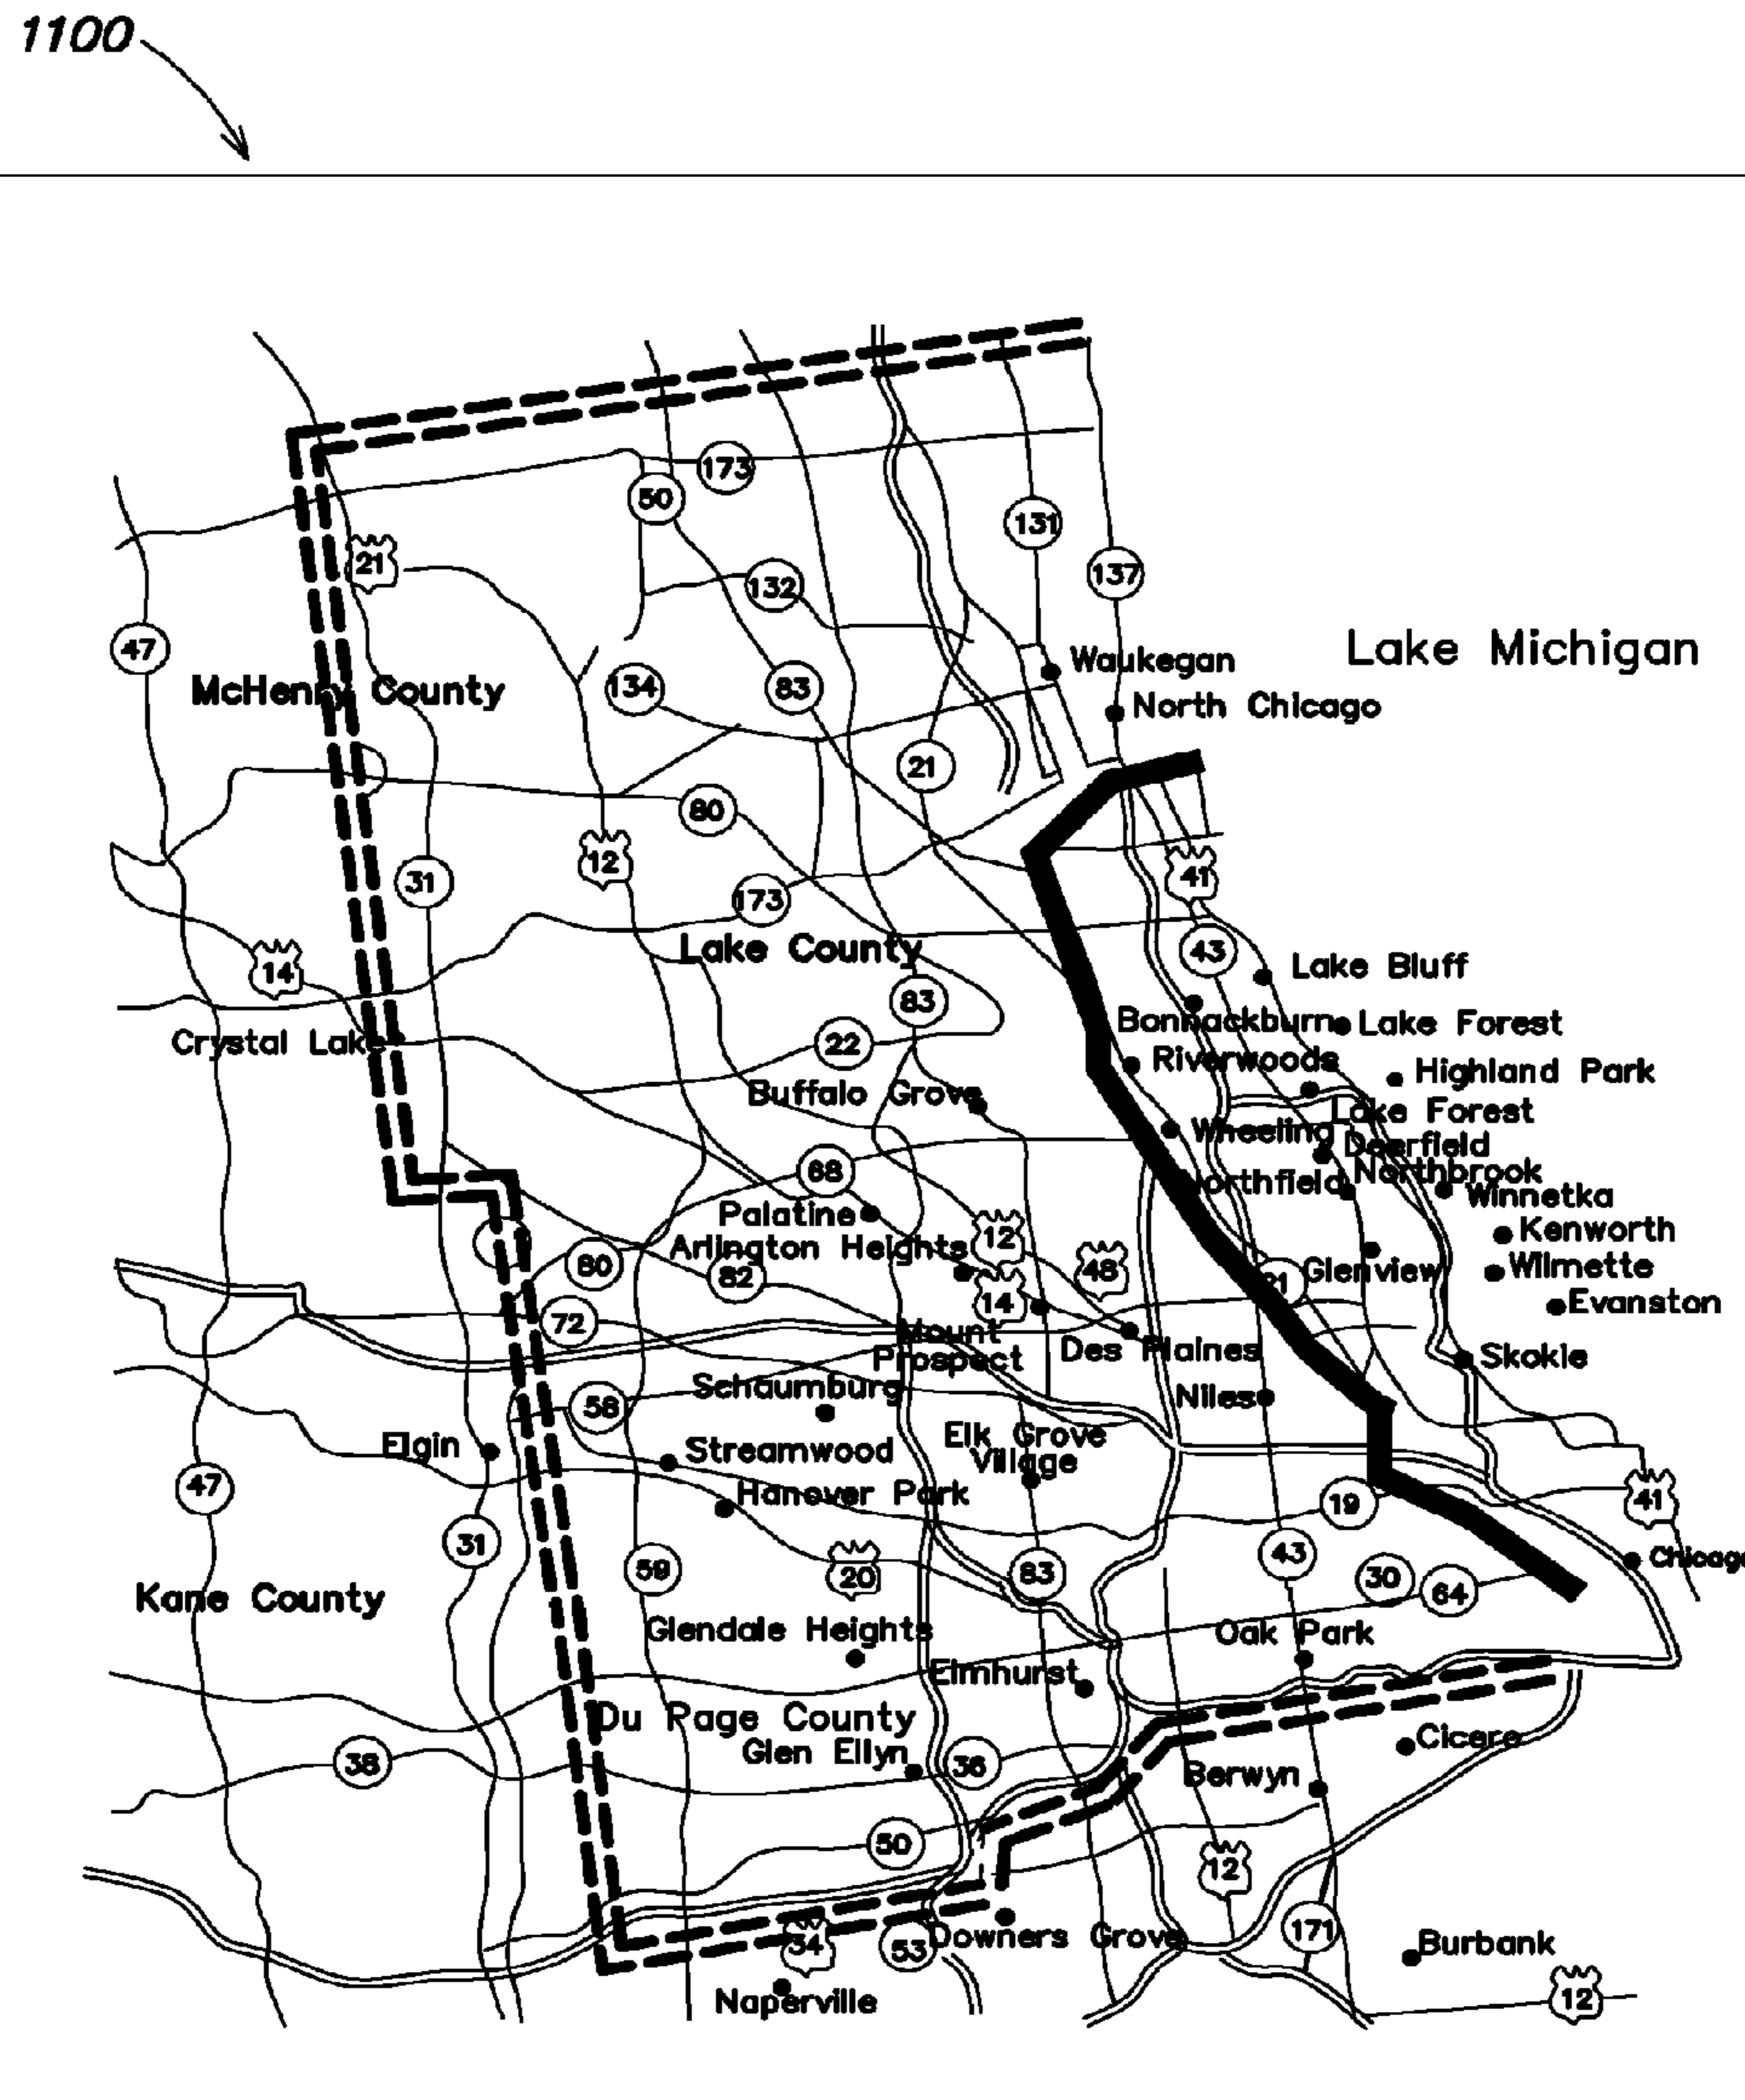 1100
173
50
131
21
137
132
47
Lake Michigan
Waukegan
McHenry County
134
83
North Chicago
21
80
12
31
41
173
Lake County
43
14
Lake Bluff
83
Bonnackburn
Lake Forest
Crystal Lake
22
Riverwoods
Highland Park
Buffalo Grove
Lake Forest
Wheeling
Deerfield
68
Northbrook
Northfield
Winnetka
Palatine
Kenworth
12
Arlington Heights
80
82
48
21
Glenview
Wilmette
14
Evanston
72
Mount
Prospect
Des Plaines
Skokie
Schaumburg
Niles
58
Elgin
Streamwood
Elk Grove
Village
47
Hanover Park
19
41
31
59
20
83
43
30
64
Chicago
Kane County
Glendale Heights
Oak Park
Elmhurst
Du Page County
Glen Ellyn
38
36
Cicero
Berwyn
50
12
34
53
Downers Grove
171
Burbank
Naperville
12